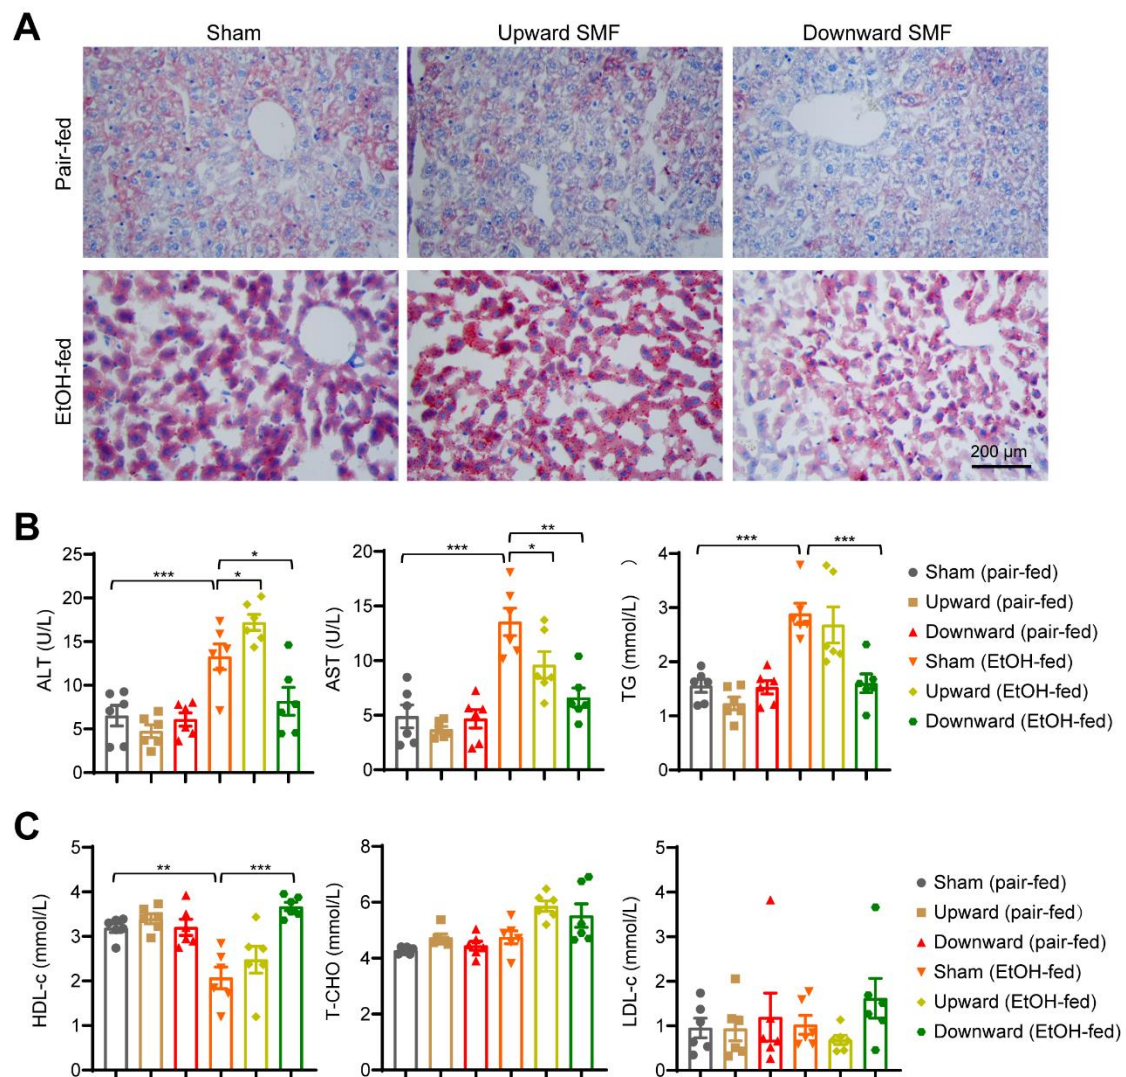 A
Sham
Upward SMF
Downward SMF
Pair-fed
EtOH-fed
200 µm
B
ALT (U/L)
25
20
15
10
5
0
***
*
*
AST (U/L)
20
15
10
5
0
***
**
*
TG (mmol/L) )
4
3
2
1
0
***
***
Sham (pair-fed)
Upward (pair-fed)
Downward (pair-fed)
Sham (EtOH-fed)
Upward (EtOH-fed)
Downward (EtOH-fed)
C
HDL-c (mmol/L)
5
4
3
2
1
0
**
***
T-CHO (mmol/L)
8
6
4
2
0
LDL-c (mmol/L)
5
4
3
2
1
0
Sham (pair-fed)
Upward (pair-fed）
Downward (pair-fed)
Sham (EtOH-fed)
Upward (EtOH-fed)
Downward (EtOH-fed)